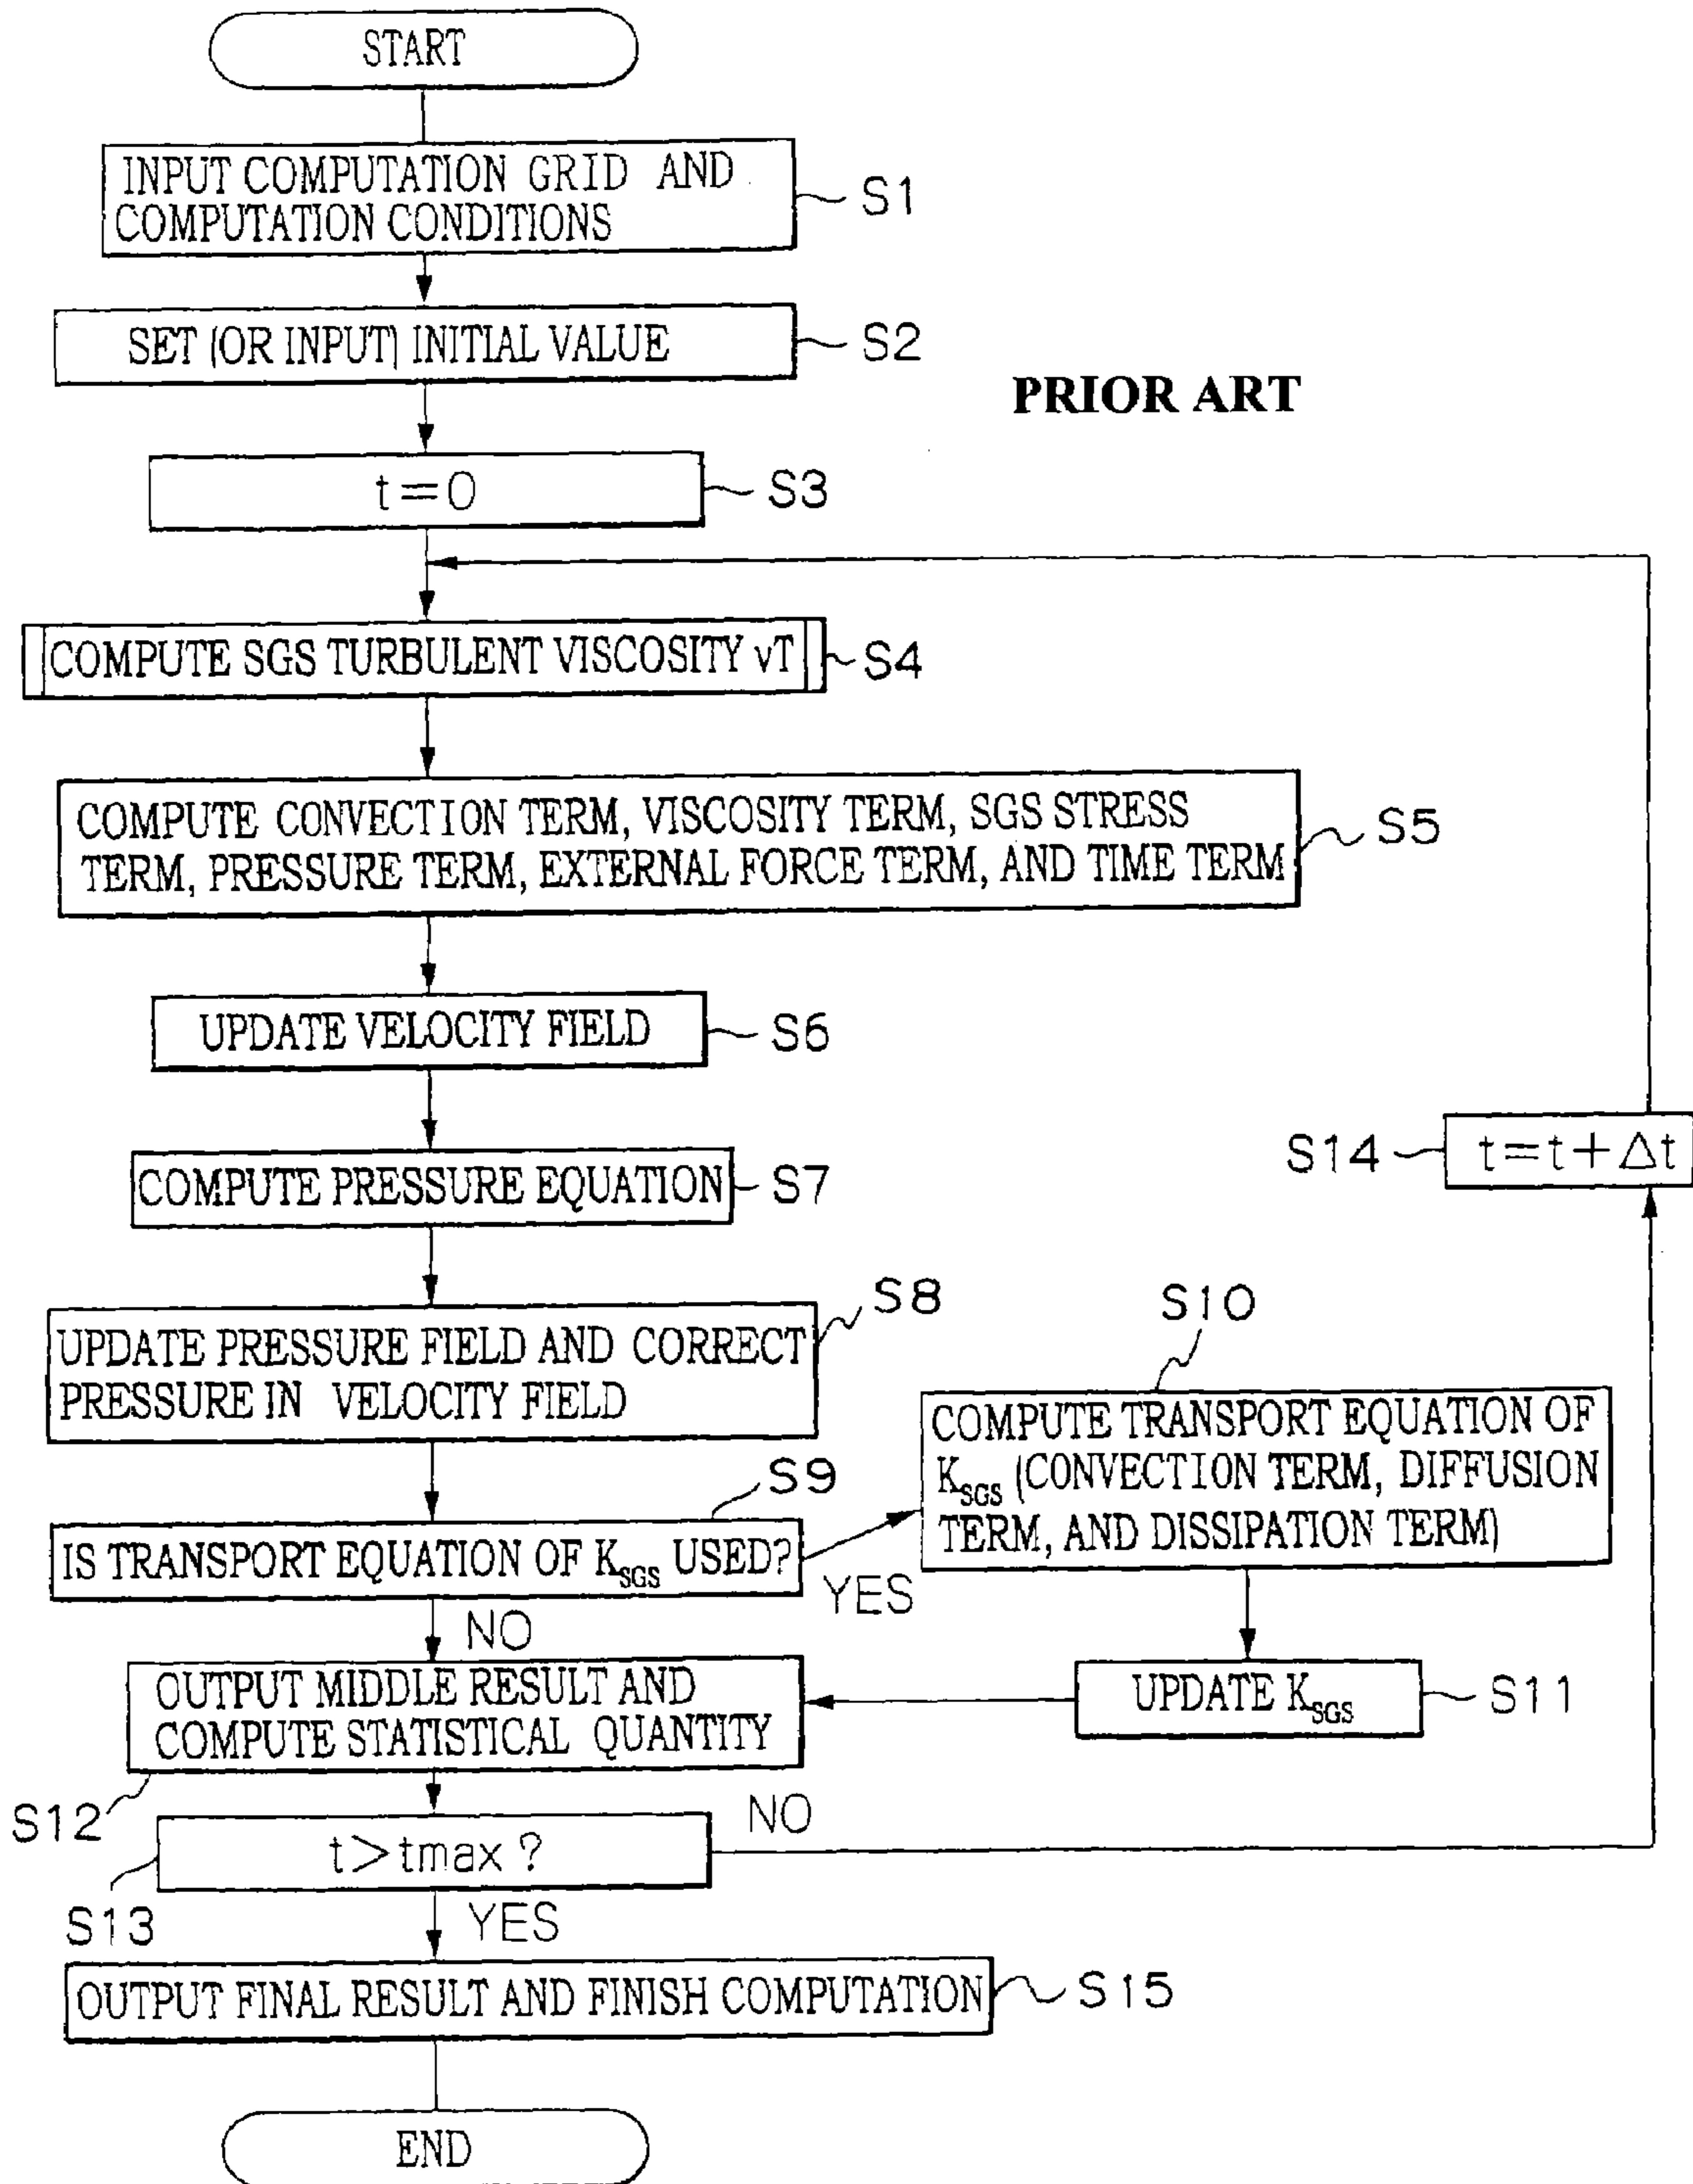 START
INPUT COMPUTATION GRID AND
COMPUTATION CONDITIONS
S1
SET (OR INPUT) INITIAL VALUE
S2
PRIOR ART
t=0
S3
COMPUTE SGS TURBULENT VISCOSITY νT
S4
COMPUTE CONVECTION TERM, VISCOSITY TERM, SGS STRESS
TERM, PRESSURE TERM, EXTERNAL FORCE TERM, AND TIME TERM
S5
UPDATE VELOCITY FIELD
S6
COMPUTE PRESSURE EQUATION
S7
S14
t=t+Δt
UPDATE PRESSURE FIELD AND CORRECT
PRESSURE IN VELOCITY FIELD
S8
IS TRANSPORT EQUATION OF K_SGS USED?
S9
YES
NO
S10
COMPUTE TRANSPORT EQUATION OF
K_SGS (CONVECTION TERM, DIFFUSION
TERM, AND DISSIPATION TERM)
UPDATE K_SGS
S11
OUTPUT MIDDLE RESULT AND
COMPUTE STATISTICAL QUANTITY
S12
t>tmax ?
NO
S13
YES
OUTPUT FINAL RESULT AND FINISH COMPUTATION
S15
END